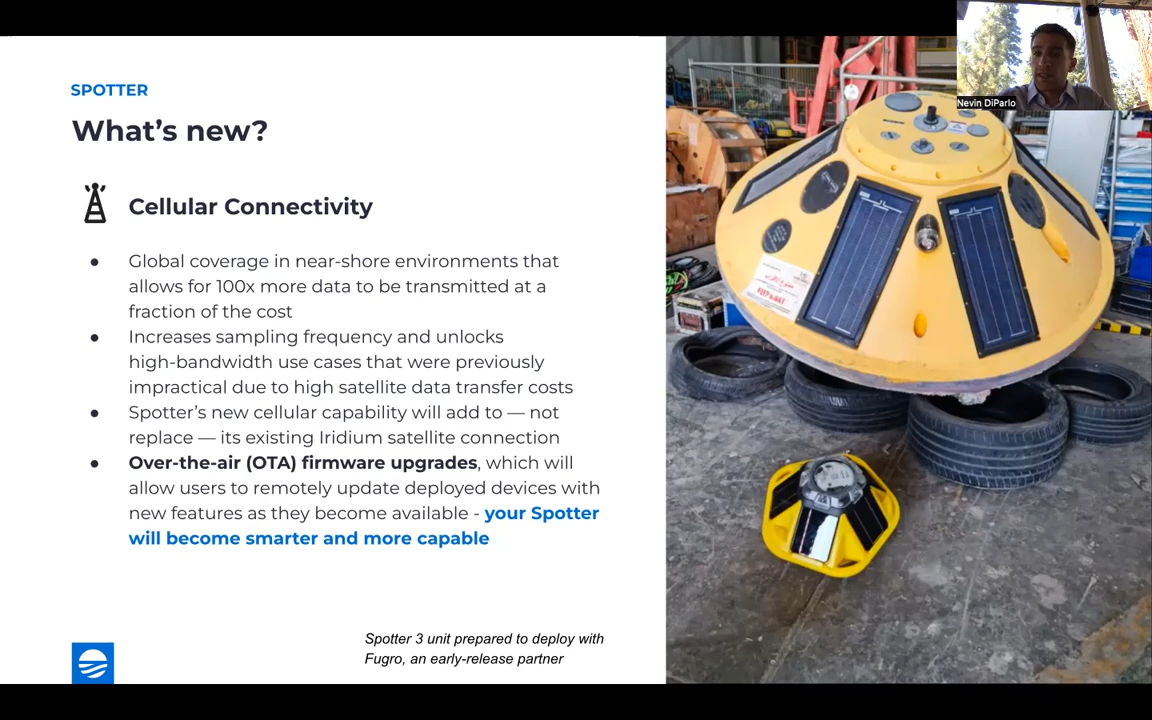 SPOTTER
What's new?
Cellular Connectivity
● Global coverage in near-shore environments that
allows for 100x more data to be transmitted at a
fraction of the cost
● Increases sampling frequency and unlocks
high-bandwidth use cases that were previously
impractical due to high satellite data transfer costs
● Spotter's new cellular capability will add to — not
replace — its existing Iridium satellite connection
● Over-the-air (OTA) firmware upgrades, which will
allow users to remotely update deployed devices with
new features as they become available - your Spotter
will become smarter and more capable
Spotter 3 unit prepared to deploy with
Fugro, an early-release partner
Nevin DiParlo